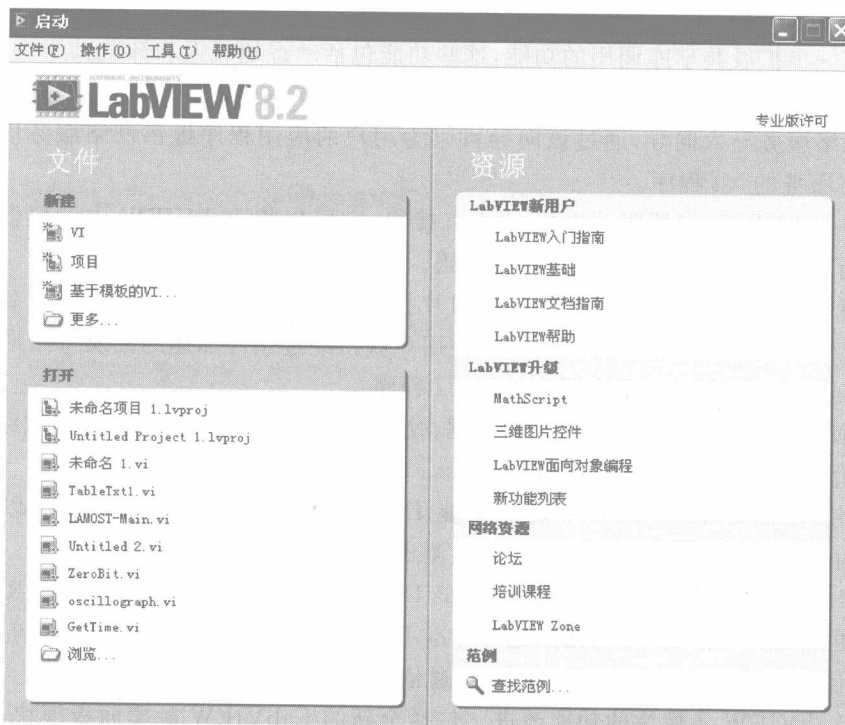 启动
文件(F) 操作(O) 工具(T) 帮助(H)
NATIONAL INSTRUMENTS
LabVIEW 8.2
专业版许可
文件
新建
VI
项目
基于模板的VI...
更多...
打开
未命名项目 1.lvproj
Untitled Project 1.lvproj
未命名 1.vi
TableTxt1.vi
LAMOST-Main.vi
Untitled 2.vi
ZeroBit.vi
oscillograph.vi
GetTime.vi
浏览...
资源
LabVIEW新用户
LabVIEW入门指南
LabVIEW基础
LabVIEW文档指南
LabVIEW帮助
LabVIEW升级
MathScript
三维图片控件
LabVIEW面向对象编程
新功能列表
网络资源
论坛
培训课程
LabVIEW Zone
范例
查找范例...